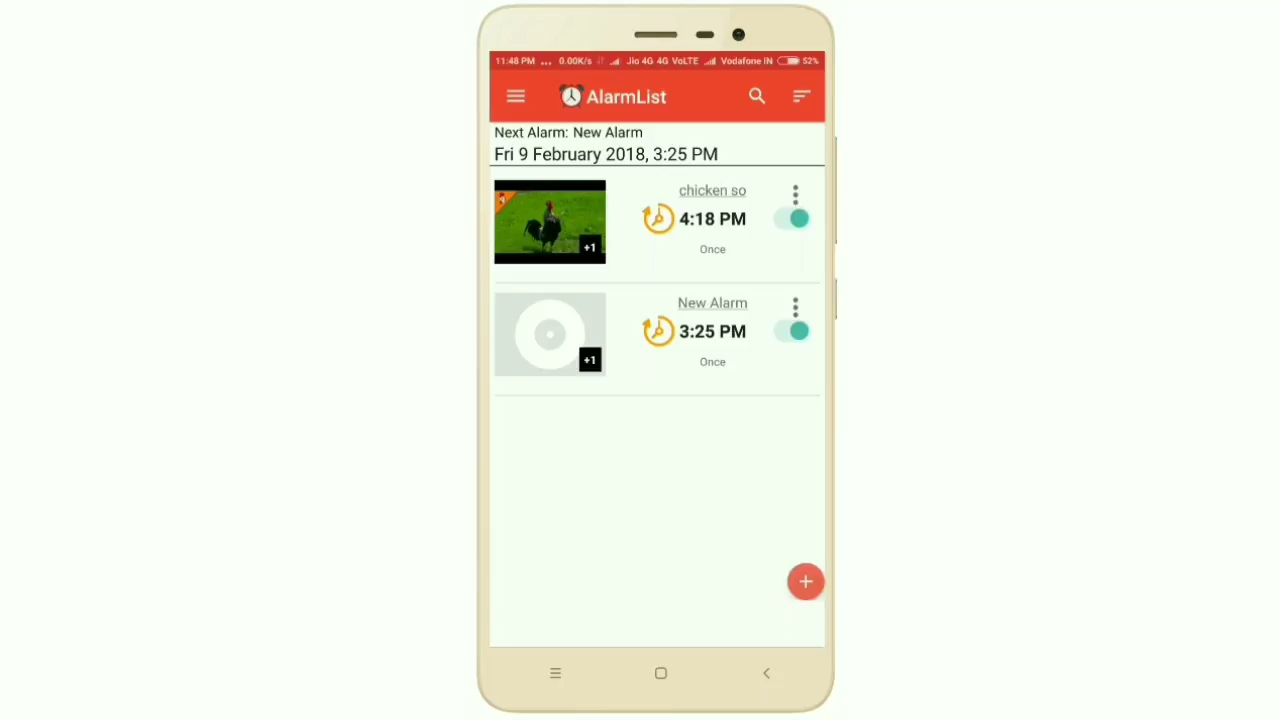 11:48 PM ... 0.00K/s Jio 4G 4G VoLTE Vodafone IN 52%
AlarmList
Next Alarm: New Alarm
Fri 9 February 2018, 3:25 PM
chicken so
4:18 PM
+1
Once
New Alarm
3:25 PM
+1
Once
+